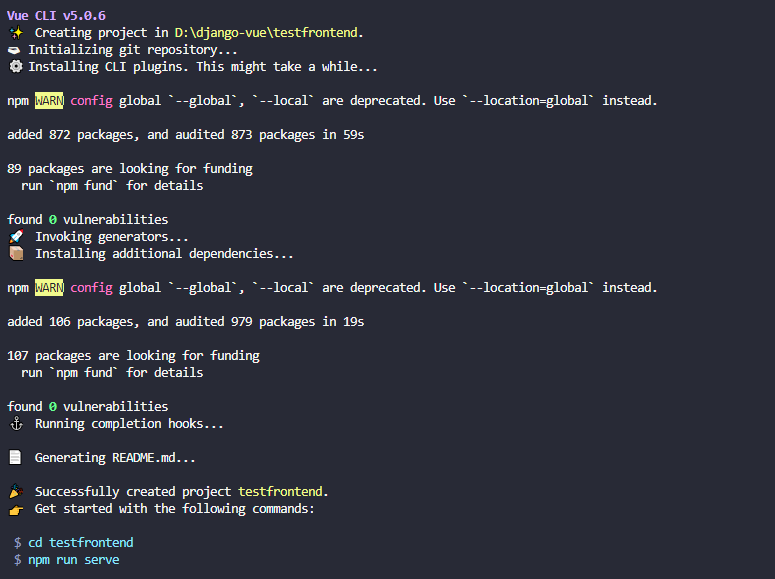 Vue CLI v5.0.6
✨ Creating project in D:\django-vue\testfrontend.
🗃 Initializing git repository...
⚙ Installing CLI plugins. This might take a while...
npm WARN config global `--global`, `--local` are deprecated. Use `--location=global` instead.
added 872 packages, and audited 873 packages in 59s
89 packages are looking for funding
  run `npm fund` for details
found 0 vulnerabilities
🚀 Invoking generators...
📦 Installing additional dependencies...
npm WARN config global `--global`, `--local` are deprecated. Use `--location=global` instead.
added 106 packages, and audited 979 packages in 19s
107 packages are looking for funding
  run `npm fund` for details
found 0 vulnerabilities
⚓ Running completion hooks...
📄 Generating README.md...
🎉 Successfully created project testfrontend.
👉 Get started with the following commands:
$ cd testfrontend
$ npm run serve